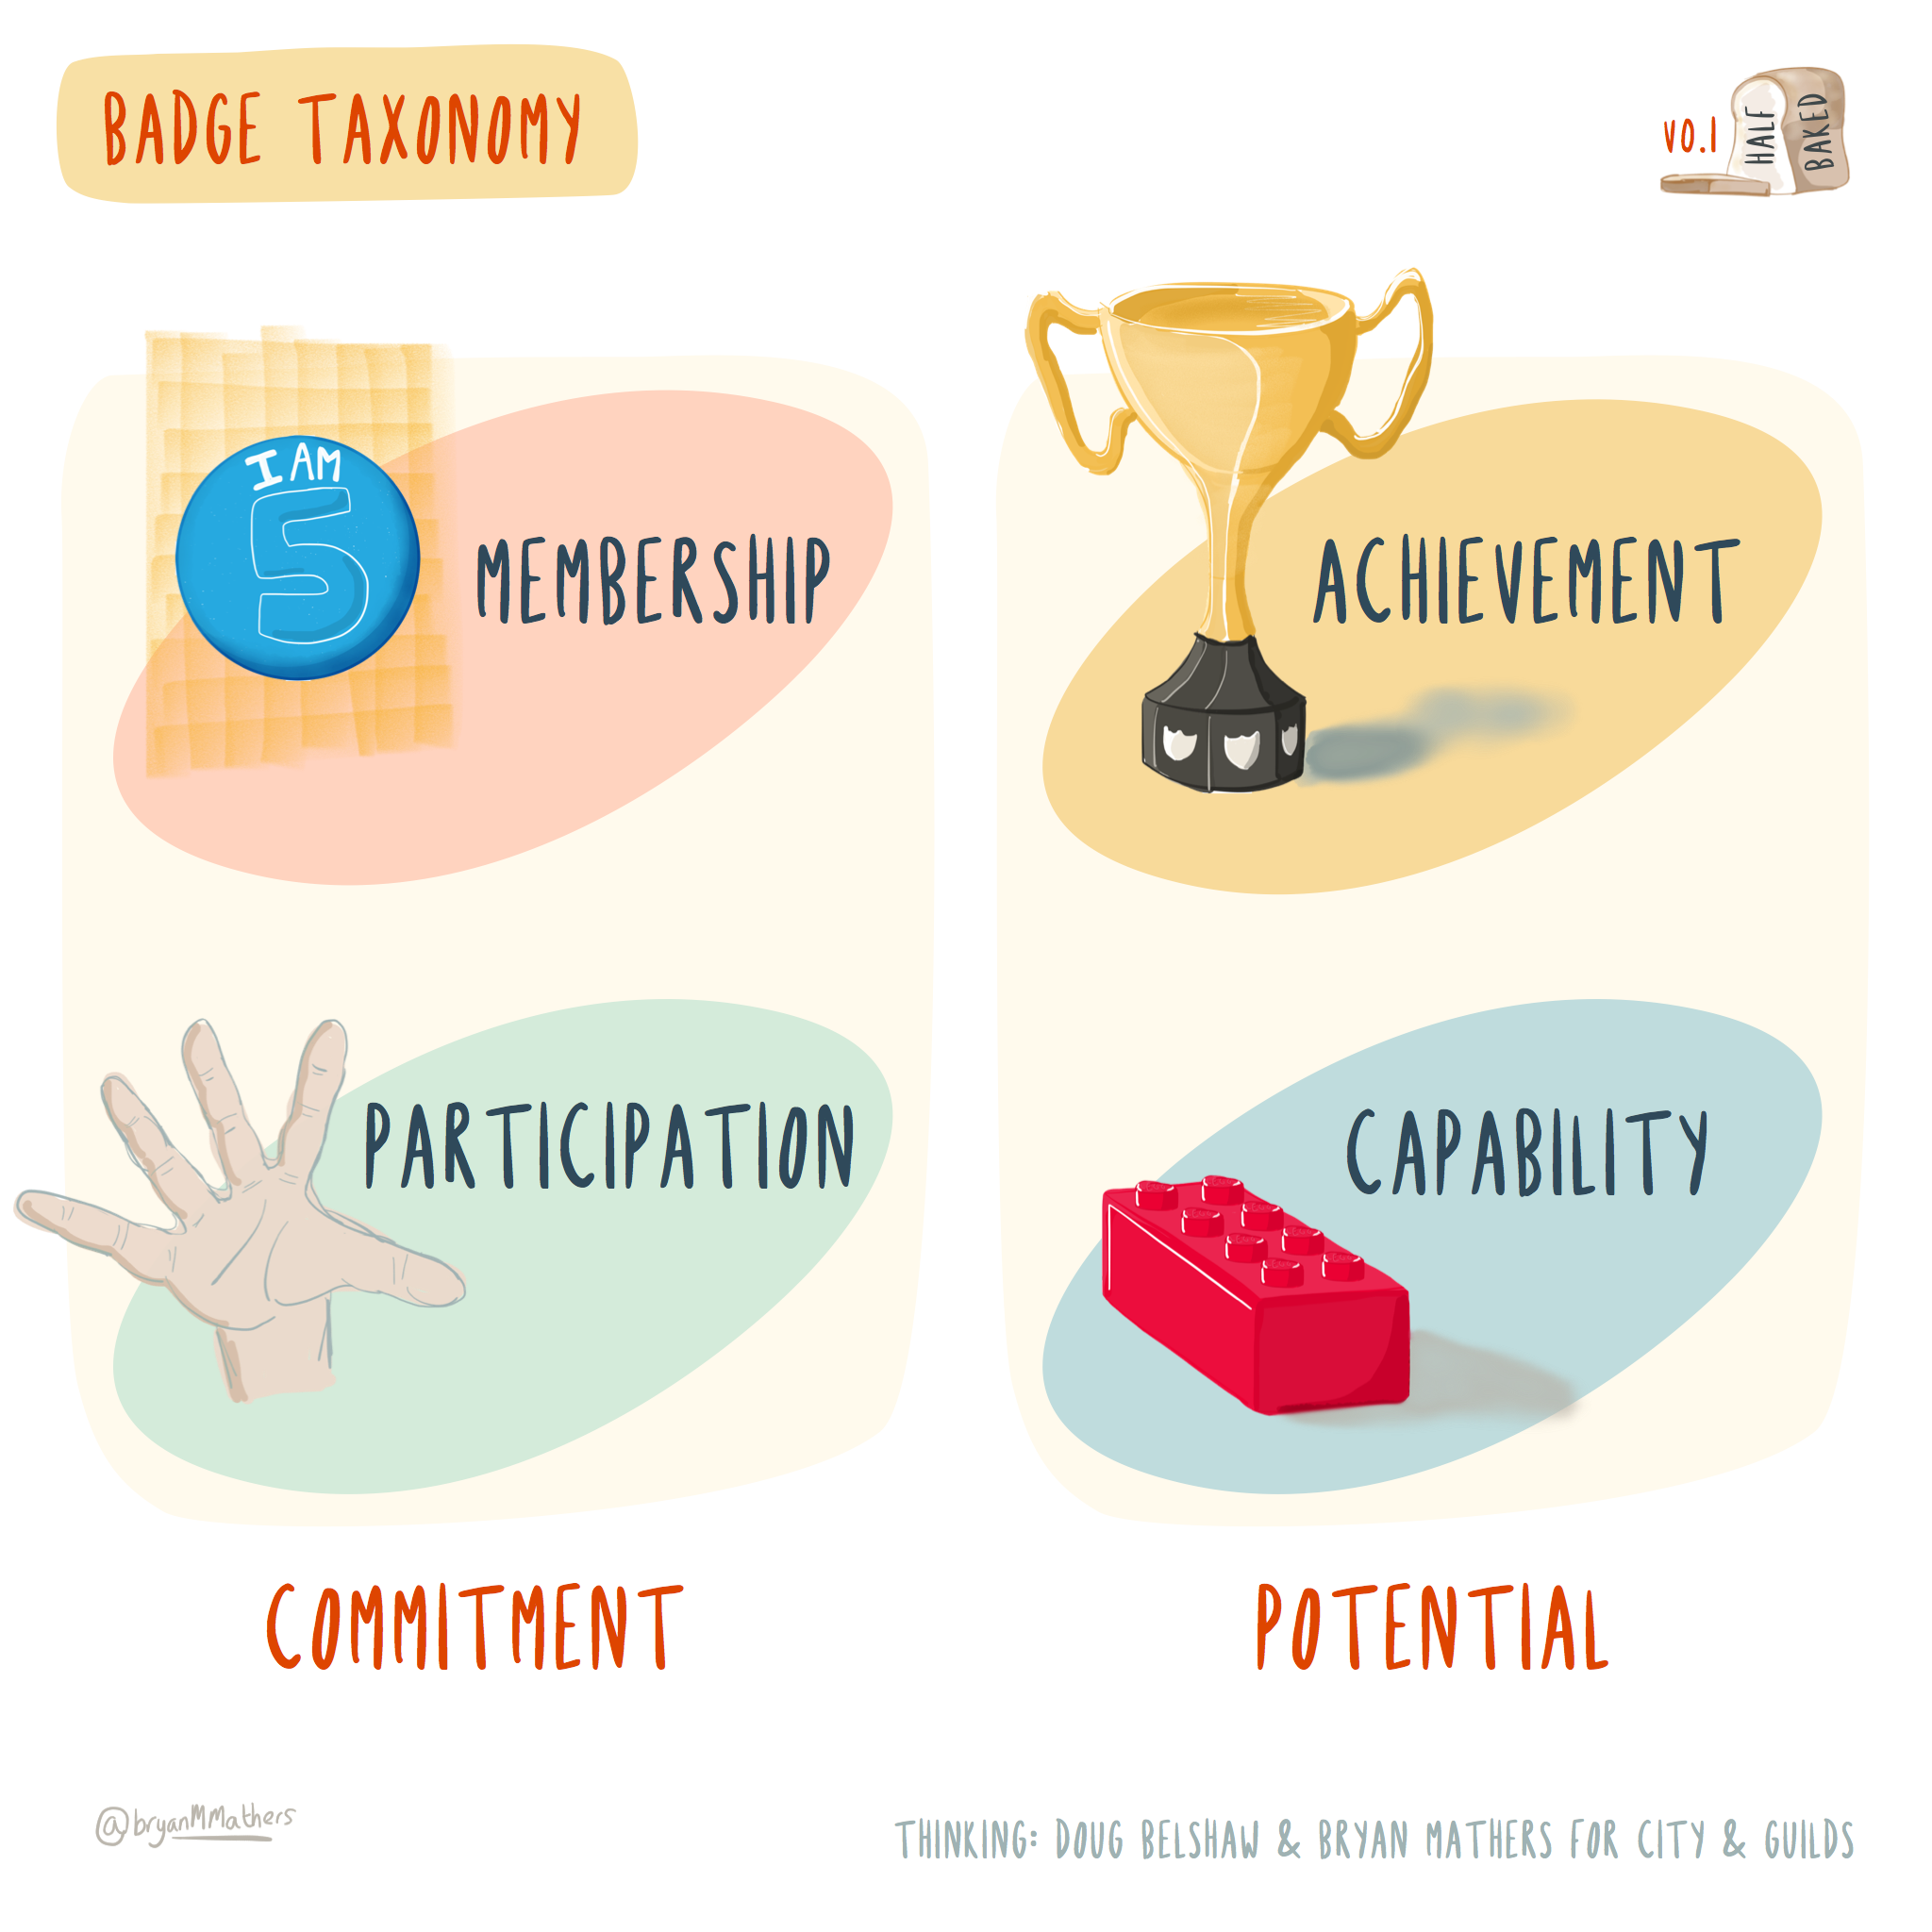 BADGE TAXONOMY
V0.1
HALF
BAKED
I AM
5
MEMBERSHIP
ACHIEVEMENT
PARTICIPATION
CAPABILITY
COMMITMENT
POTENTIAL
@bryanMMathers
THINKING: DOUG BELSHAW & BRYAN MATHERS FOR CITY & GUILDS